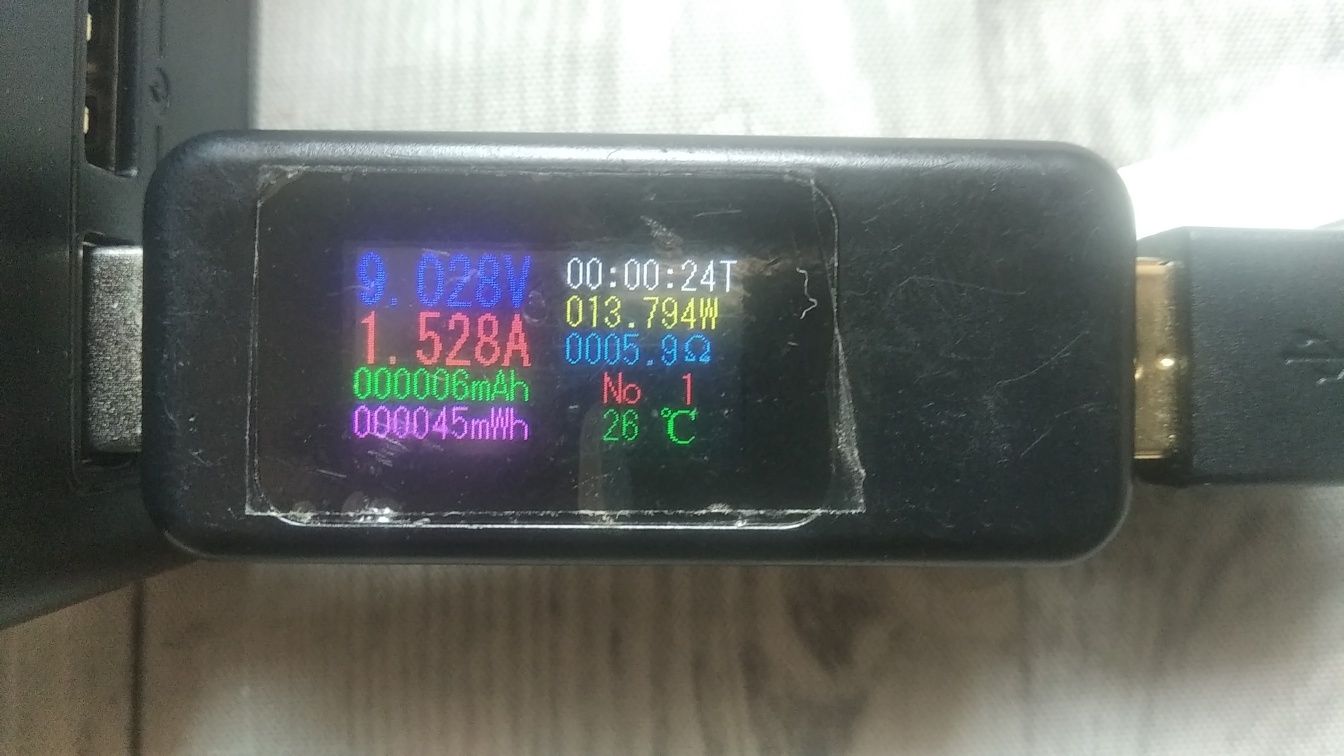 9.028V
1.528A
000006mAh
000045mWh
00:00:24T
013.794W
0005.9Ω
No 1
26 ℃